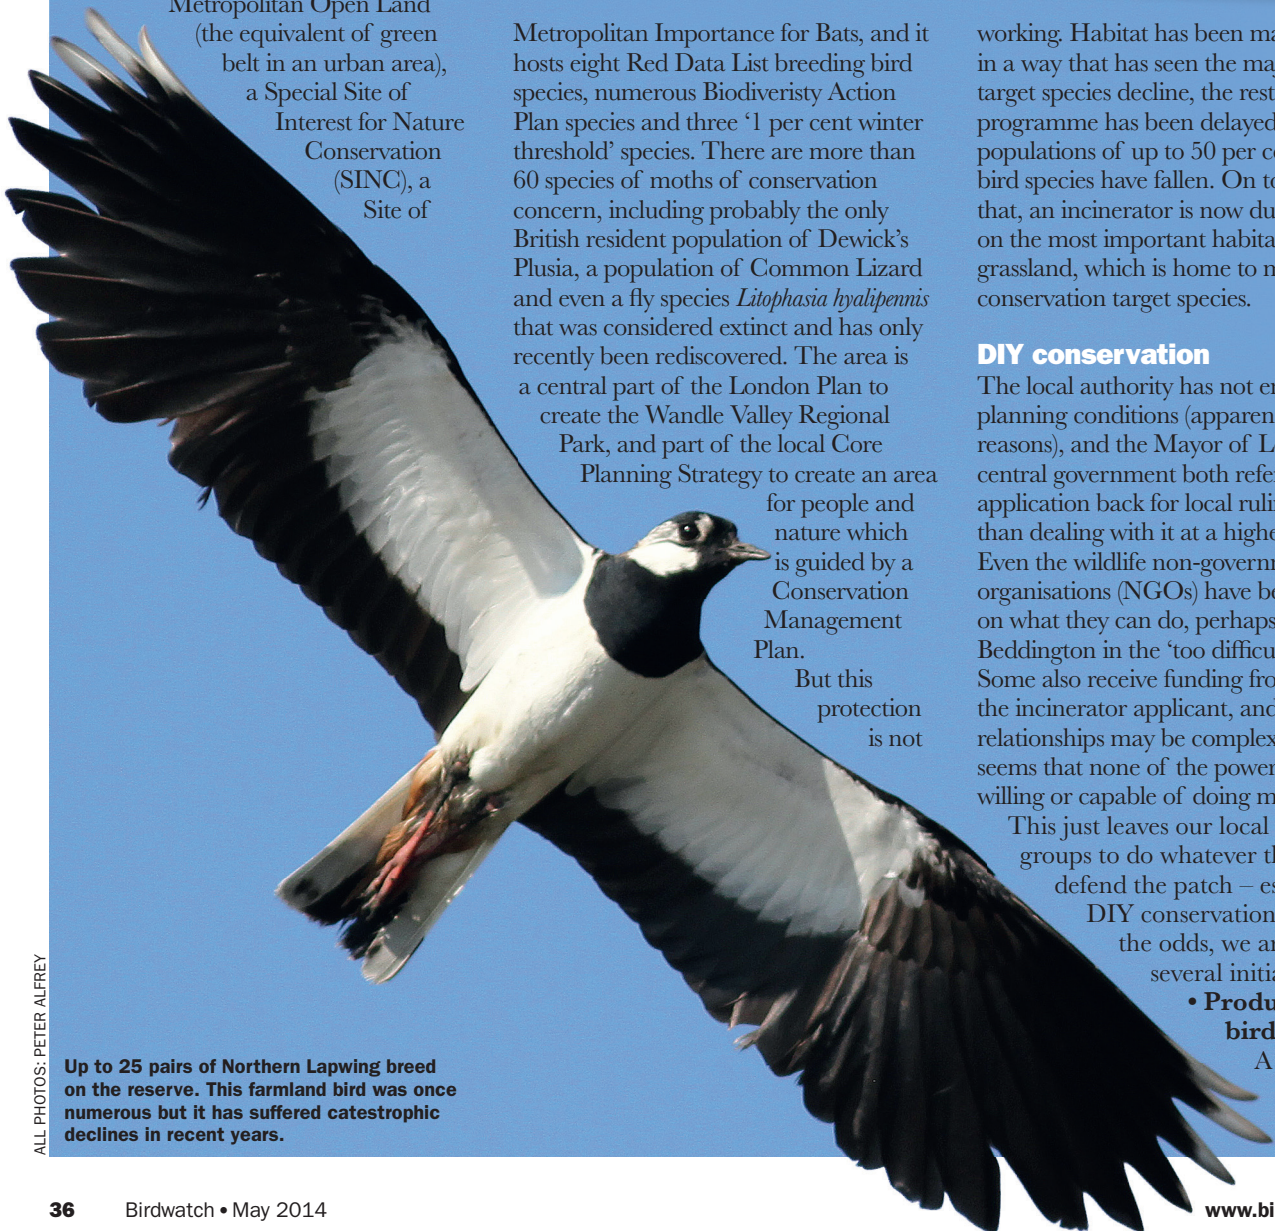 Metropolitan Open Land
(the equivalent of green
belt in an urban area),
a Special Site of
Interest for Nature
Conservation
(SINC), a
Site of
Metropolitan Importance for Bats, and it
hosts eight Red Data List breeding bird
species, numerous Biodiveristy Action
Plan species and three ‘1 per cent winter
threshold’ species. There are more than
60 species of moths of conservation
concern, including probably the only
British resident population of Dewick’s
Plusia, a population of Common Lizard
and even a fly species Litophasia hyalipennis
that was considered extinct and has only
recently been rediscovered. The area is
a central part of the London Plan to
create the Wandle Valley Regional
Park, and part of the local Core
Planning Strategy to create an area
for people and
nature which
is guided by a
Conservation
Management
Plan.
But this
protection
is not
working. Habitat has been
in a way that has seen the
target species decline, the
programme has been delayed
populations of up to 50 per
bird species have fallen. On
that, an incinerator is now
on the most important
grassland, which is home to
conservation target species.
DIY conservation
The local authority has not
planning conditions
reasons), and the Mayor of
central government both
application back for local
than dealing with it at a
Even the wildlife
organisations (NGOs) have
on what they can do, perhaps
Beddington in the ‘too
Some also receive funding
the incinerator applicant, and
relationships may be complex
seems that none of the
willing or capable of doing
This just leaves our local
groups to do whatever
defend the patch –
DIY conservation
the odds, we
several
•
bird
A
ALL PHOTOS: PETER ALFREY
Up to 25 pairs of Northern Lapwing breed
on the reserve. This farmland bird was once
numerous but it has suffered catestrophic
declines in recent years.
36 Birdwatch • May 2014
www.bi